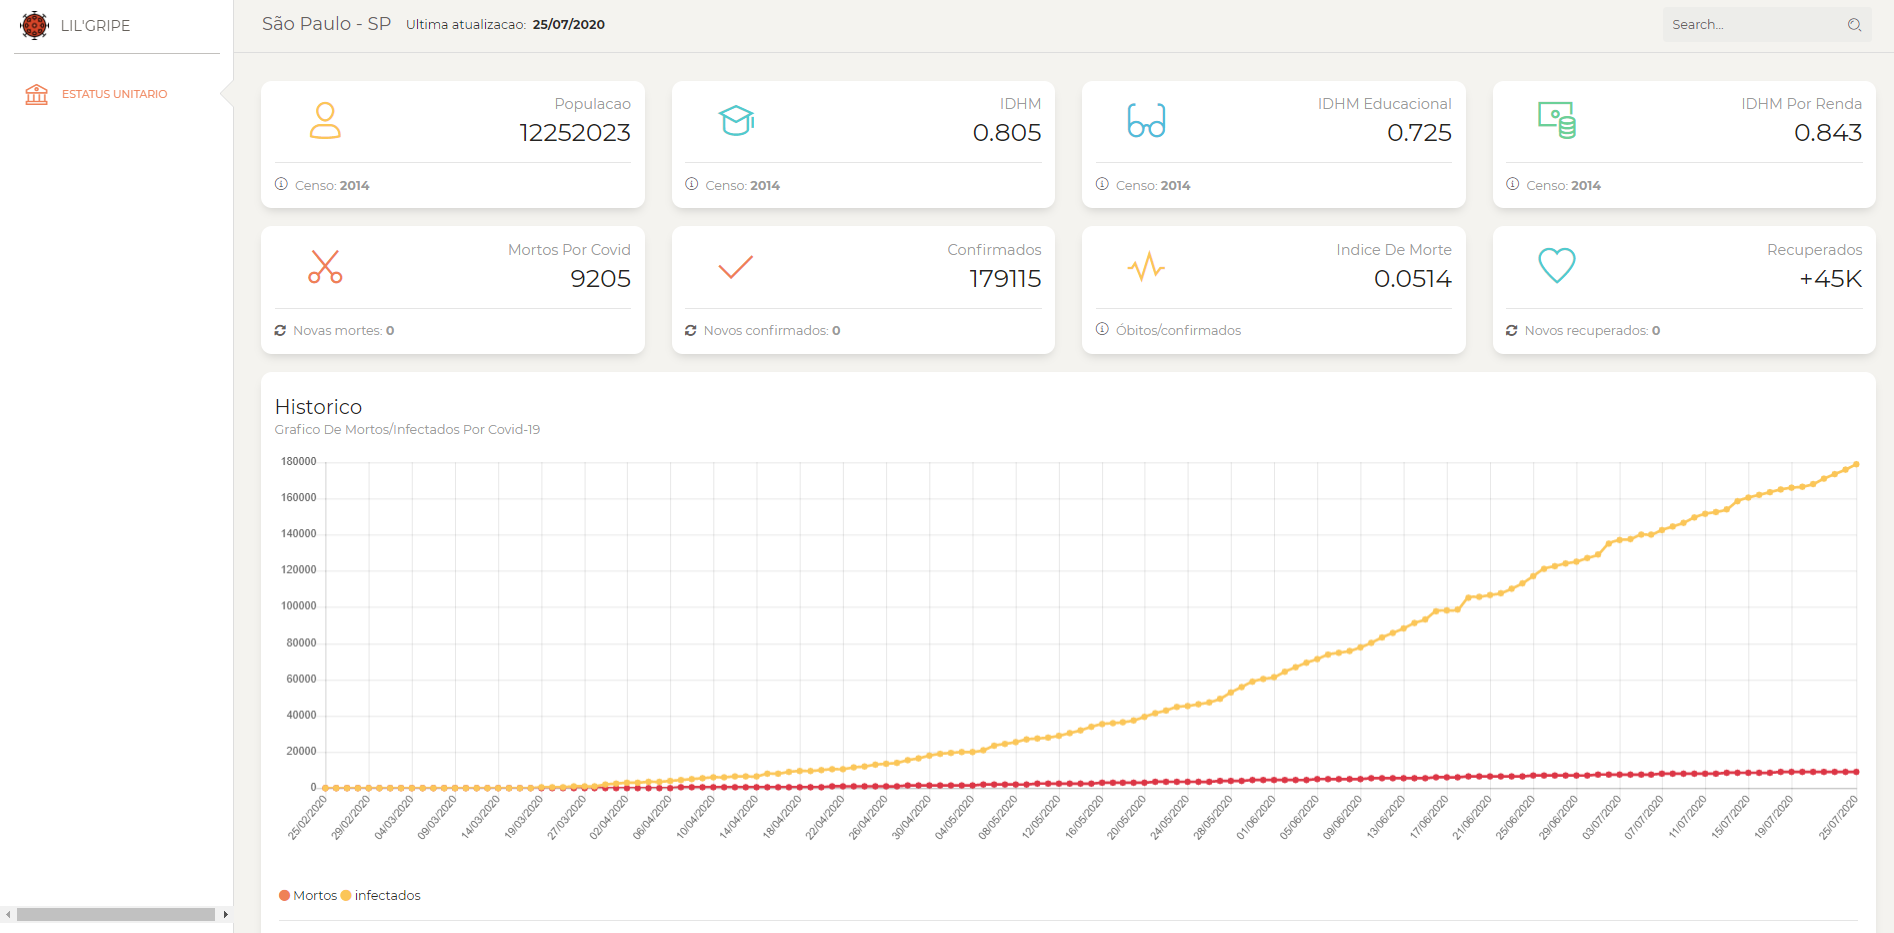 LIL'GRIPE
São Paulo - SP Ultima atualizacao: 25/07/2020
Search...
ESTATUS UNITARIO
Populacao
12252023
Censo: 2014
IDHM
0.805
Censo: 2014
IDHM Educacional
0.725
Censo: 2014
IDHM Por Renda
0.843
Censo: 2014
Mortos Por Covid
9205
Novas mortes: 0
Confirmados
179115
Novos confirmados: 0
Indice De Morte
0.0514
Óbitos/confirmados
Recuperados
+45K
Novos recuperados: 0
Historico
Grafico De Mortos/Infectados Por Covid-19
180000
160000
140000
120000
100000
80000
60000
40000
20000
0
25/02/2020
29/02/2020
04/03/2020
09/03/2020
14/03/2020
19/03/2020
27/03/2020
02/04/2020
06/04/2020
10/04/2020
14/04/2020
18/04/2020
22/04/2020
26/04/2020
30/04/2020
04/05/2020
08/05/2020
12/05/2020
16/05/2020
20/05/2020
24/05/2020
28/05/2020
01/06/2020
05/06/2020
09/06/2020
13/06/2020
17/06/2020
21/06/2020
25/06/2020
29/06/2020
03/07/2020
07/07/2020
11/07/2020
15/07/2020
19/07/2020
25/07/2020
Mortos infectados